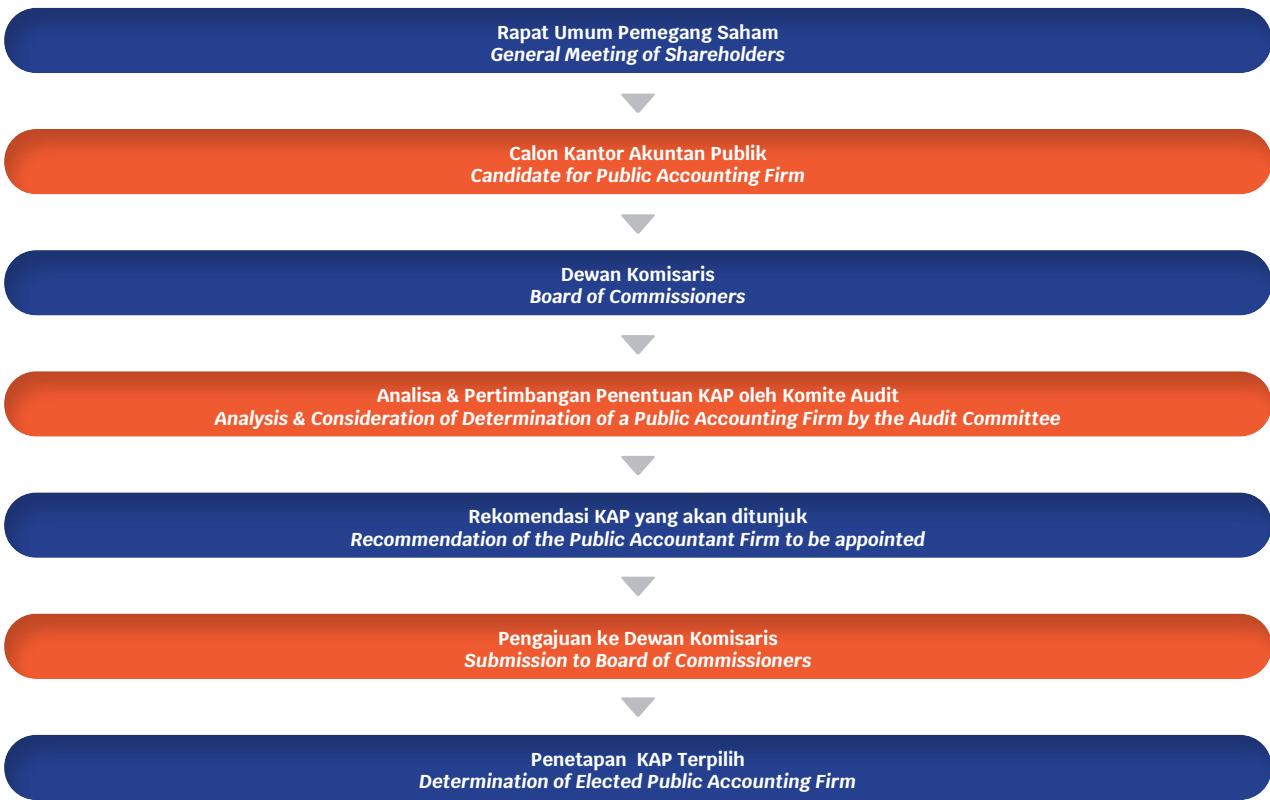 Rapat Umum Pemegang Saham
General Meeting of Shareholders
Calon Kantor Akuntan Publik
Candidate for Public Accounting Firm
Dewan Komisaris
Board of Commissioners
Analisa & Pertimbangan Penentuan KAP oleh Komite Audit
Analysis & Consideration of Determination of a Public Accounting Firm by the Audit Committee
Rekomendasi KAP yang akan ditunjuk
Recommendation of the Public Accountant Firm to be appointed
Pengajuan ke Dewan Komisaris
Submission to Board of Commissioners
Penetapan KAP Terpilih
Determination of Elected Public Accounting Firm